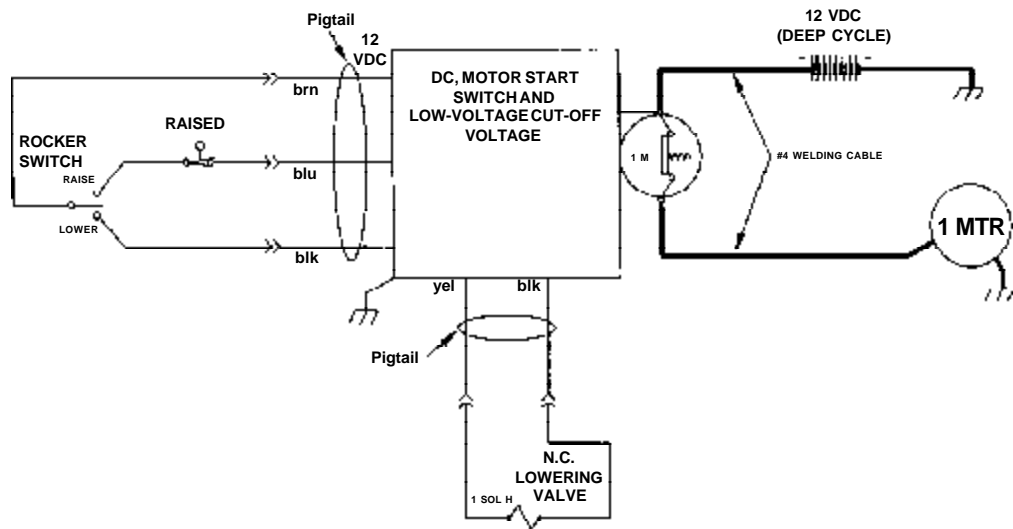 Pigtail
12
VDC
12 VDC
(DEEP CYCLE)
DC, MOTOR START
SWITCH AND
LOW-VOLTAGE CUT-OFF
VOLTAGE
brn
RAISED
ROCKER
SWITCH
RAISE
LOWER
blu
blk
1 M
#4 WELDING CABLE
1 MTR
yel
blk
Pigtail
N.C.
LOWERING
VALVE
1 SOL H